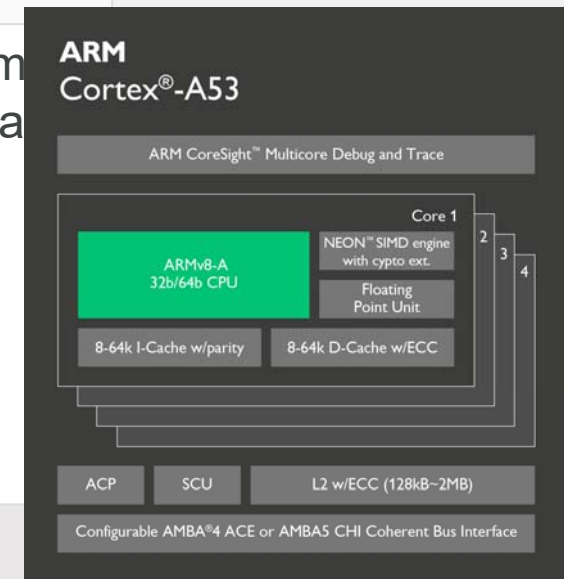 m
a
ARM
Cortex®-A53
ARM CoreSight™ Multicore Debug and Trace
Core 1
2
3
4
ARMv8-A
32b/64b CPU
NEON™ SIMD engine
with cypto ext.
Floating
Point Unit
8-64k I-Cache w/parity
8-64k D-Cache w/ECC
ACP
SCU
L2 w/ECC (128kB~2MB)
Configurable AMBA®4 ACE or AMBA5 CHI Coherent Bus Interface